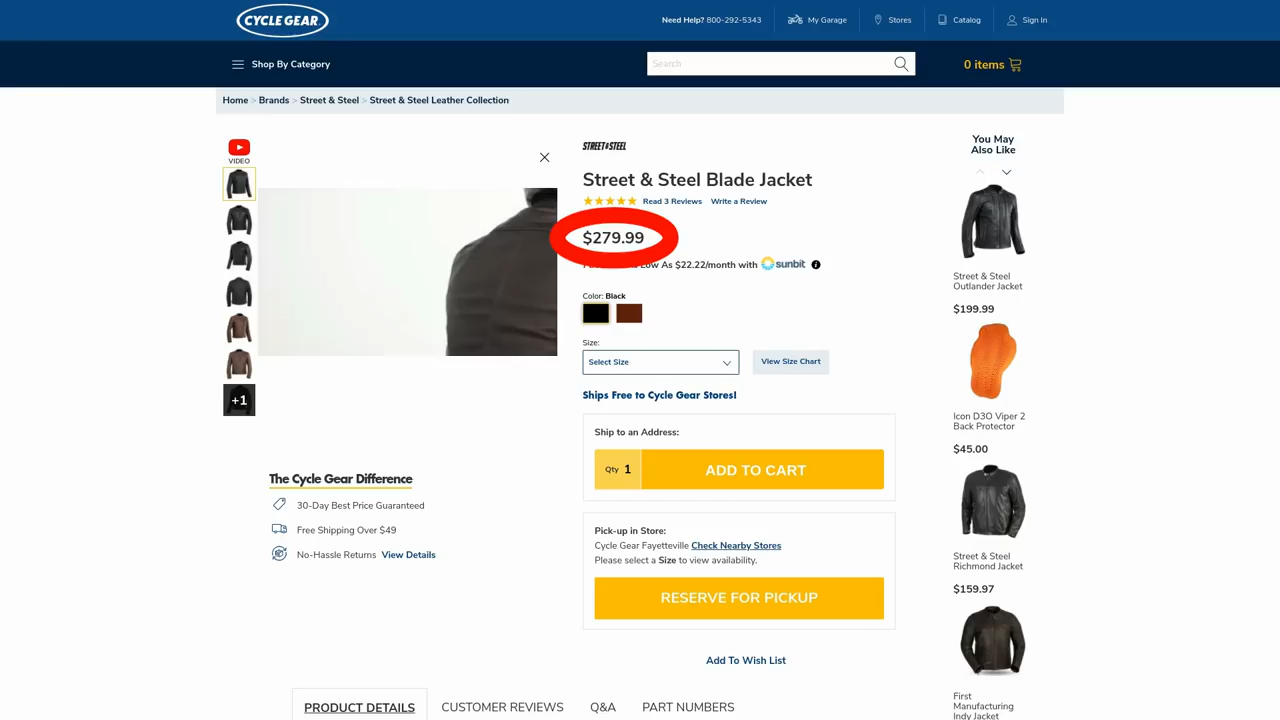 CYCLE GEAR
Need Help? 800-292-5343
My Garage
Stores
Catalog
Sign In
Shop By Category
Search
0 items
Home > Brands > Street & Steel > Street & Steel Leather Collection
VIDEO
+1
The Cycle Gear Difference
30-Day Best Price Guaranteed
Free Shipping Over $49
No-Hassle Returns View Details
STREET&STEEL
Street & Steel Blade Jacket
Read 3 Reviews Write a Review
$279.99
Low As $22.22/month with sunbit
Color: Black
Size:
Select Size
View Size Chart
Ships Free to Cycle Gear Stores!
Ship to an Address:
Qty 1
ADD TO CART
Pick-up in Store:
Cycle Gear Fayetteville Check Nearby Stores
Please select a Size to view availability.
RESERVE FOR PICKUP
Add To Wish List
PRODUCT DETAILS
CUSTOMER REVIEWS
Q&A
PART NUMBERS
You May
Also Like
Street & Steel
Outlander Jacket
$199.99
Icon D3O Viper 2
Back Protector
$45.00
Street & Steel
Richmond Jacket
$159.97
First
Manufacturing
Indy Jacket